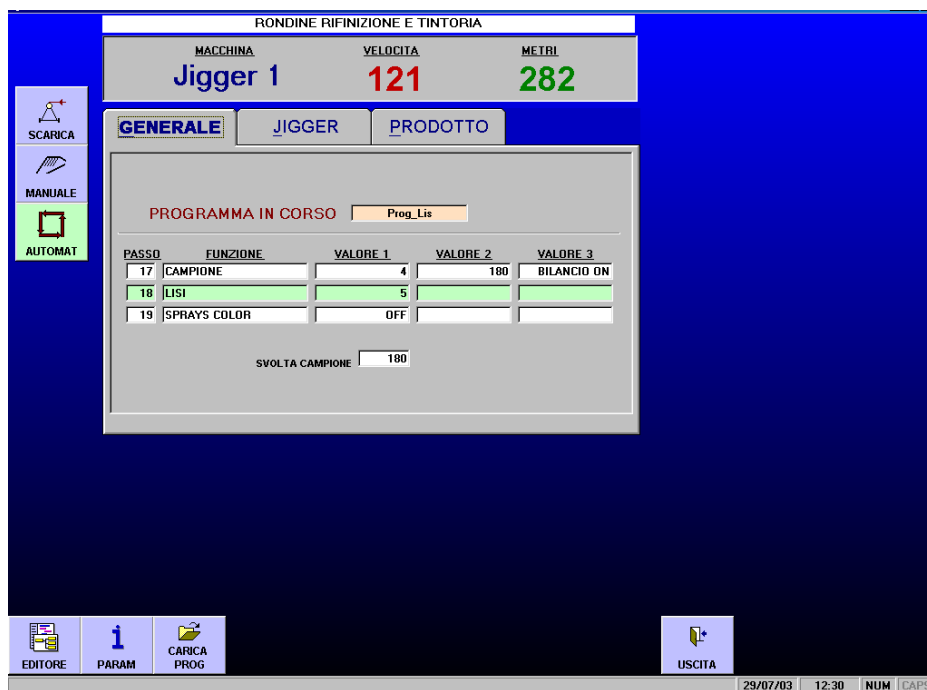 RONDINE RIFINIZIONE E TINTORIA
MACCHINA VELOCITA METRI
Jigger 1 121 282
SCARICA
MANUALE
AUTOMAT
GENERALE JIGGER PRODOTTO
PROGRAMMA IN CORSO Prog_Lis
PASSO FUNZIONE VALORE 1 VALORE 2 VALORE 3
17 CAMPIONE 4 180 BILANCIO ON
18 LISI 5
19 SPRAYS COLOR OFF
SVOLTA CAMPIONE 180
EDITORE
i
PARAM
CARICA
PROG
USCITA
29/07/03 12:30 NUM CAPS